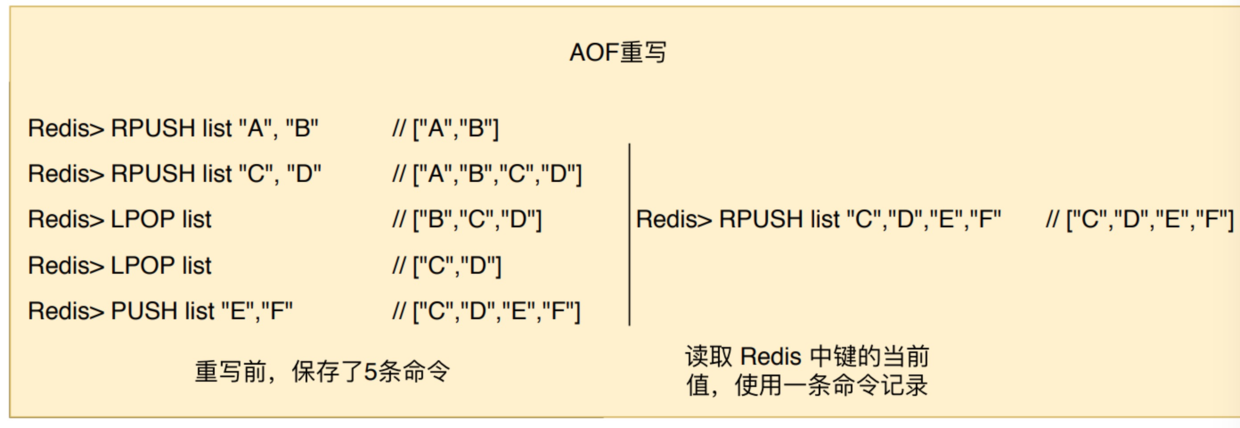 AOF重写
Redis> RPUSH list "A", "B" // ["A","B"]
Redis> RPUSH list "C", "D" // ["A","B","C","D"]
Redis> LPOP list // ["B","C","D"]
Redis> LPOP list // ["C","D"]
Redis> PUSH list "E","F" // ["C","D","E","F"]
重写前，保存了5条命令
Redis> RPUSH list "C","D","E","F" // ["C","D","E","F"]
读取 Redis 中键的当前
值，使用一条命令记录